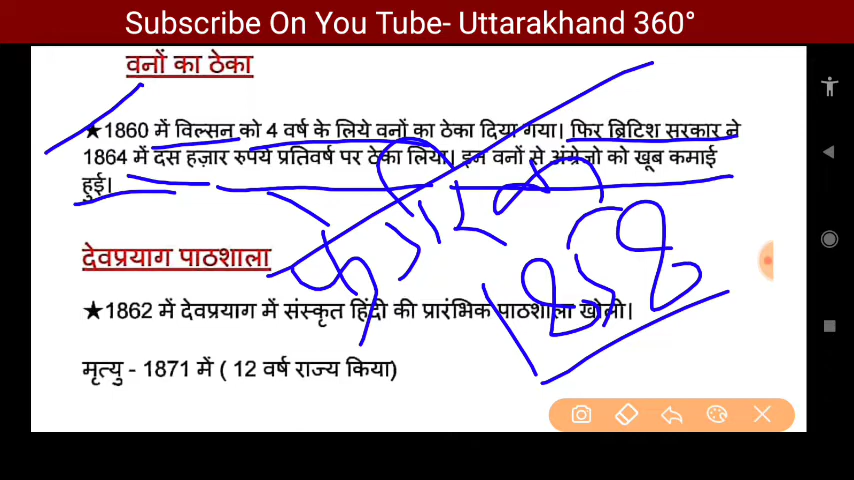 Subscribe On You Tube- Uttarakhand 360°
वनों का ठेका
★1860 में विल्सन को 4 वर्ष के लिये वनों का ठेका दिया गया। फिर ब्रिटिश सरकार ने
1864 में दस हज़ार रुपये प्रतिवर्ष पर ठेका लिया। इन वनों से अंग्रेजो को खूब कमाई
हुई।
देवप्रयाग पाठशाला
★1862 में देवप्रयाग में संस्कृत हिंदी की प्रारंभिक पाठशाला खोली।
मृत्यु - 1871 में ( 12 वर्ष राज्य किया)